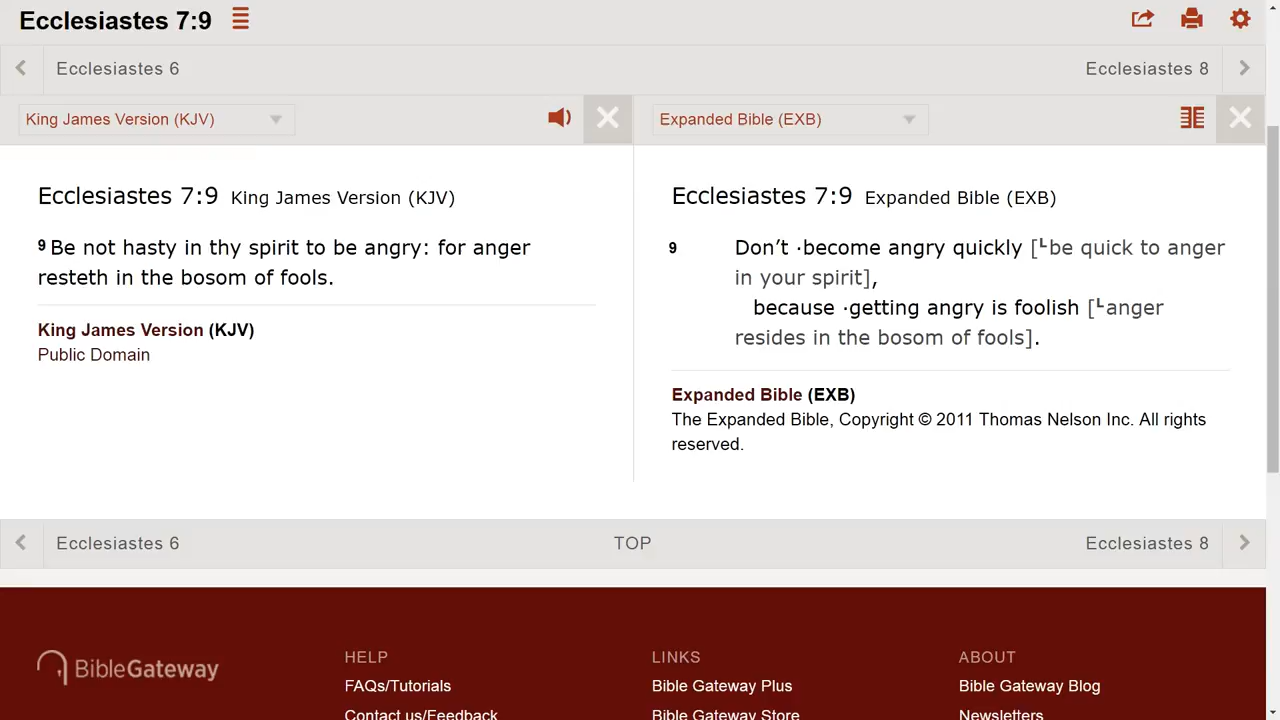 Ecclesiastes 7:9
Ecclesiastes 6
Ecclesiastes 8
King James Version (KJV)
Expanded Bible (EXB)
Ecclesiastes 7:9 King James Version (KJV)
9 Be not hasty in thy spirit to be angry: for anger
resteth in the bosom of fools.
King James Version (KJV)
Public Domain
Ecclesiastes 7:9 Expanded Bible (EXB)
9 Don’t ·become angry quickly [ᴸbe quick to anger
in your spirit],
because ·getting angry is foolish [ᴸanger
resides in the bosom of fools].
Expanded Bible (EXB)
The Expanded Bible, Copyright © 2011 Thomas Nelson Inc. All rights
reserved.
Ecclesiastes 6
TOP
Ecclesiastes 8
BibleGateway
HELP
FAQs/Tutorials
Contact us/Feedback
LINKS
Bible Gateway Plus
Bible Gateway Store
ABOUT
Bible Gateway Blog
Newsletters